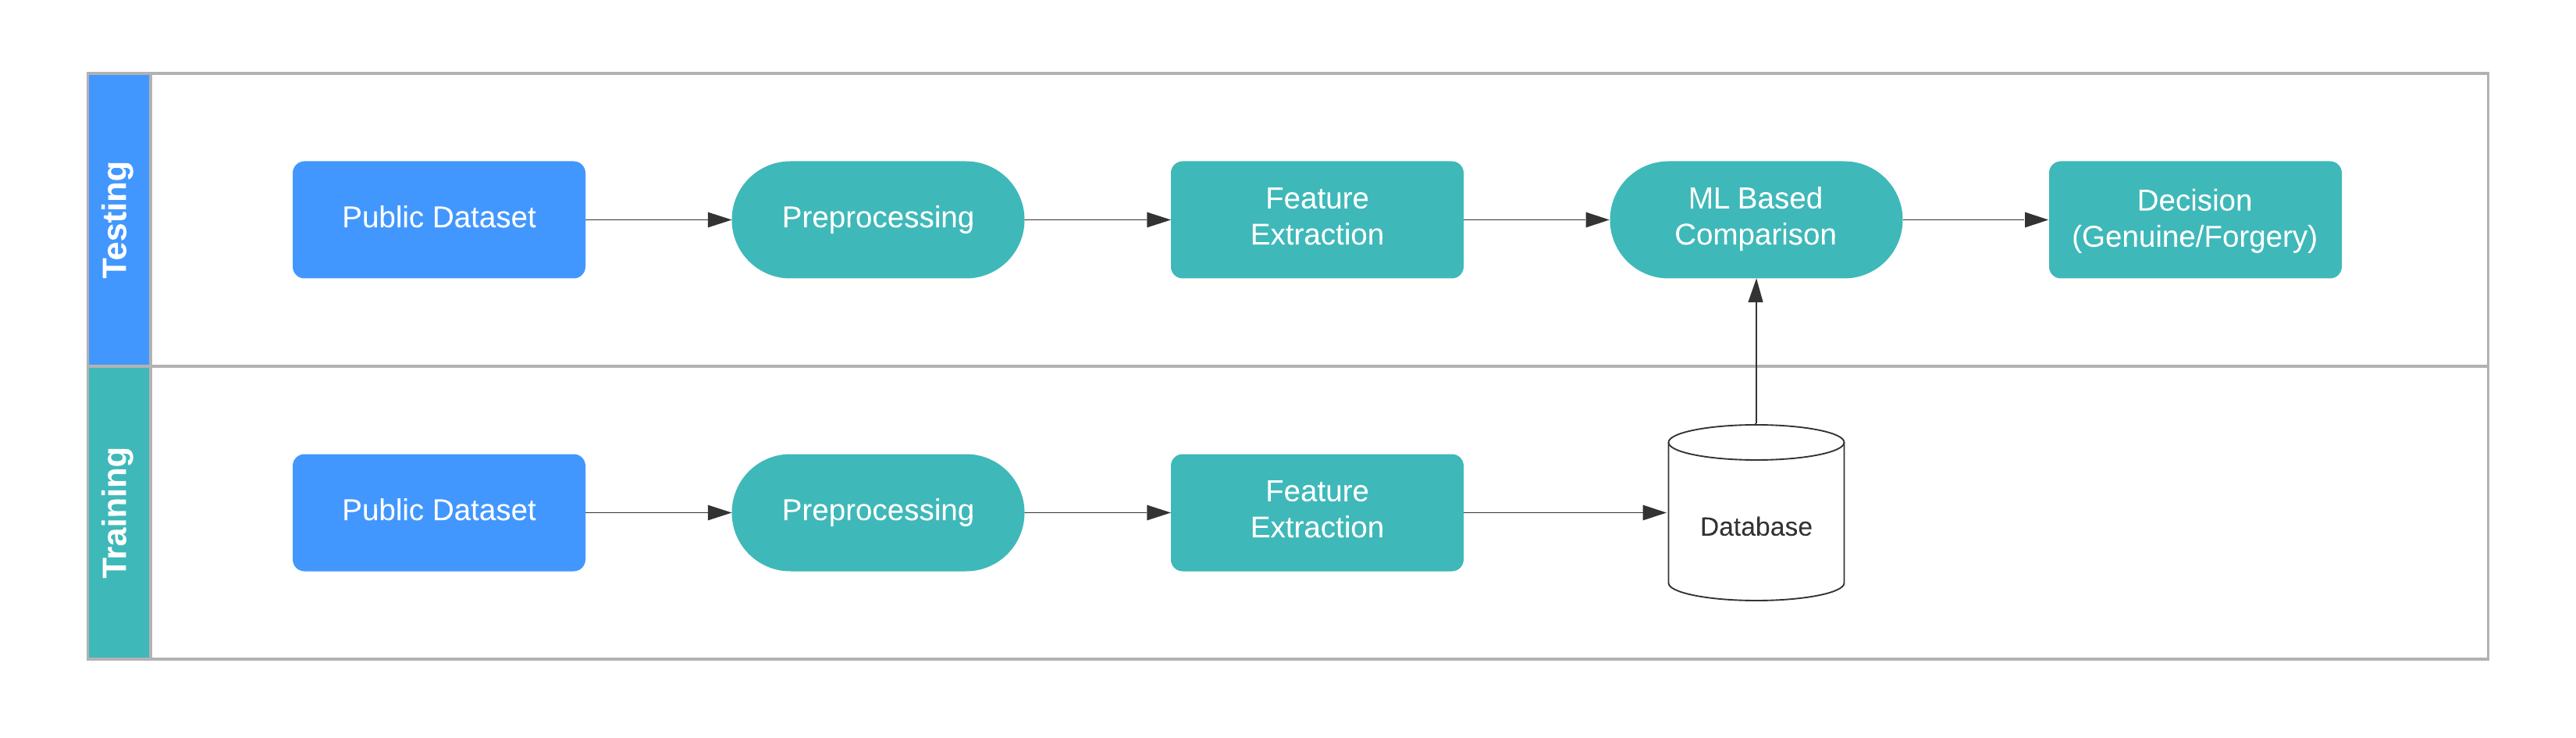 Testing
Public Dataset
Preprocessing
Feature
Extraction
ML Based
Comparison
Decision
(Genuine/Forgery)
Training
Public Dataset
Preprocessing
Feature
Extraction
Database